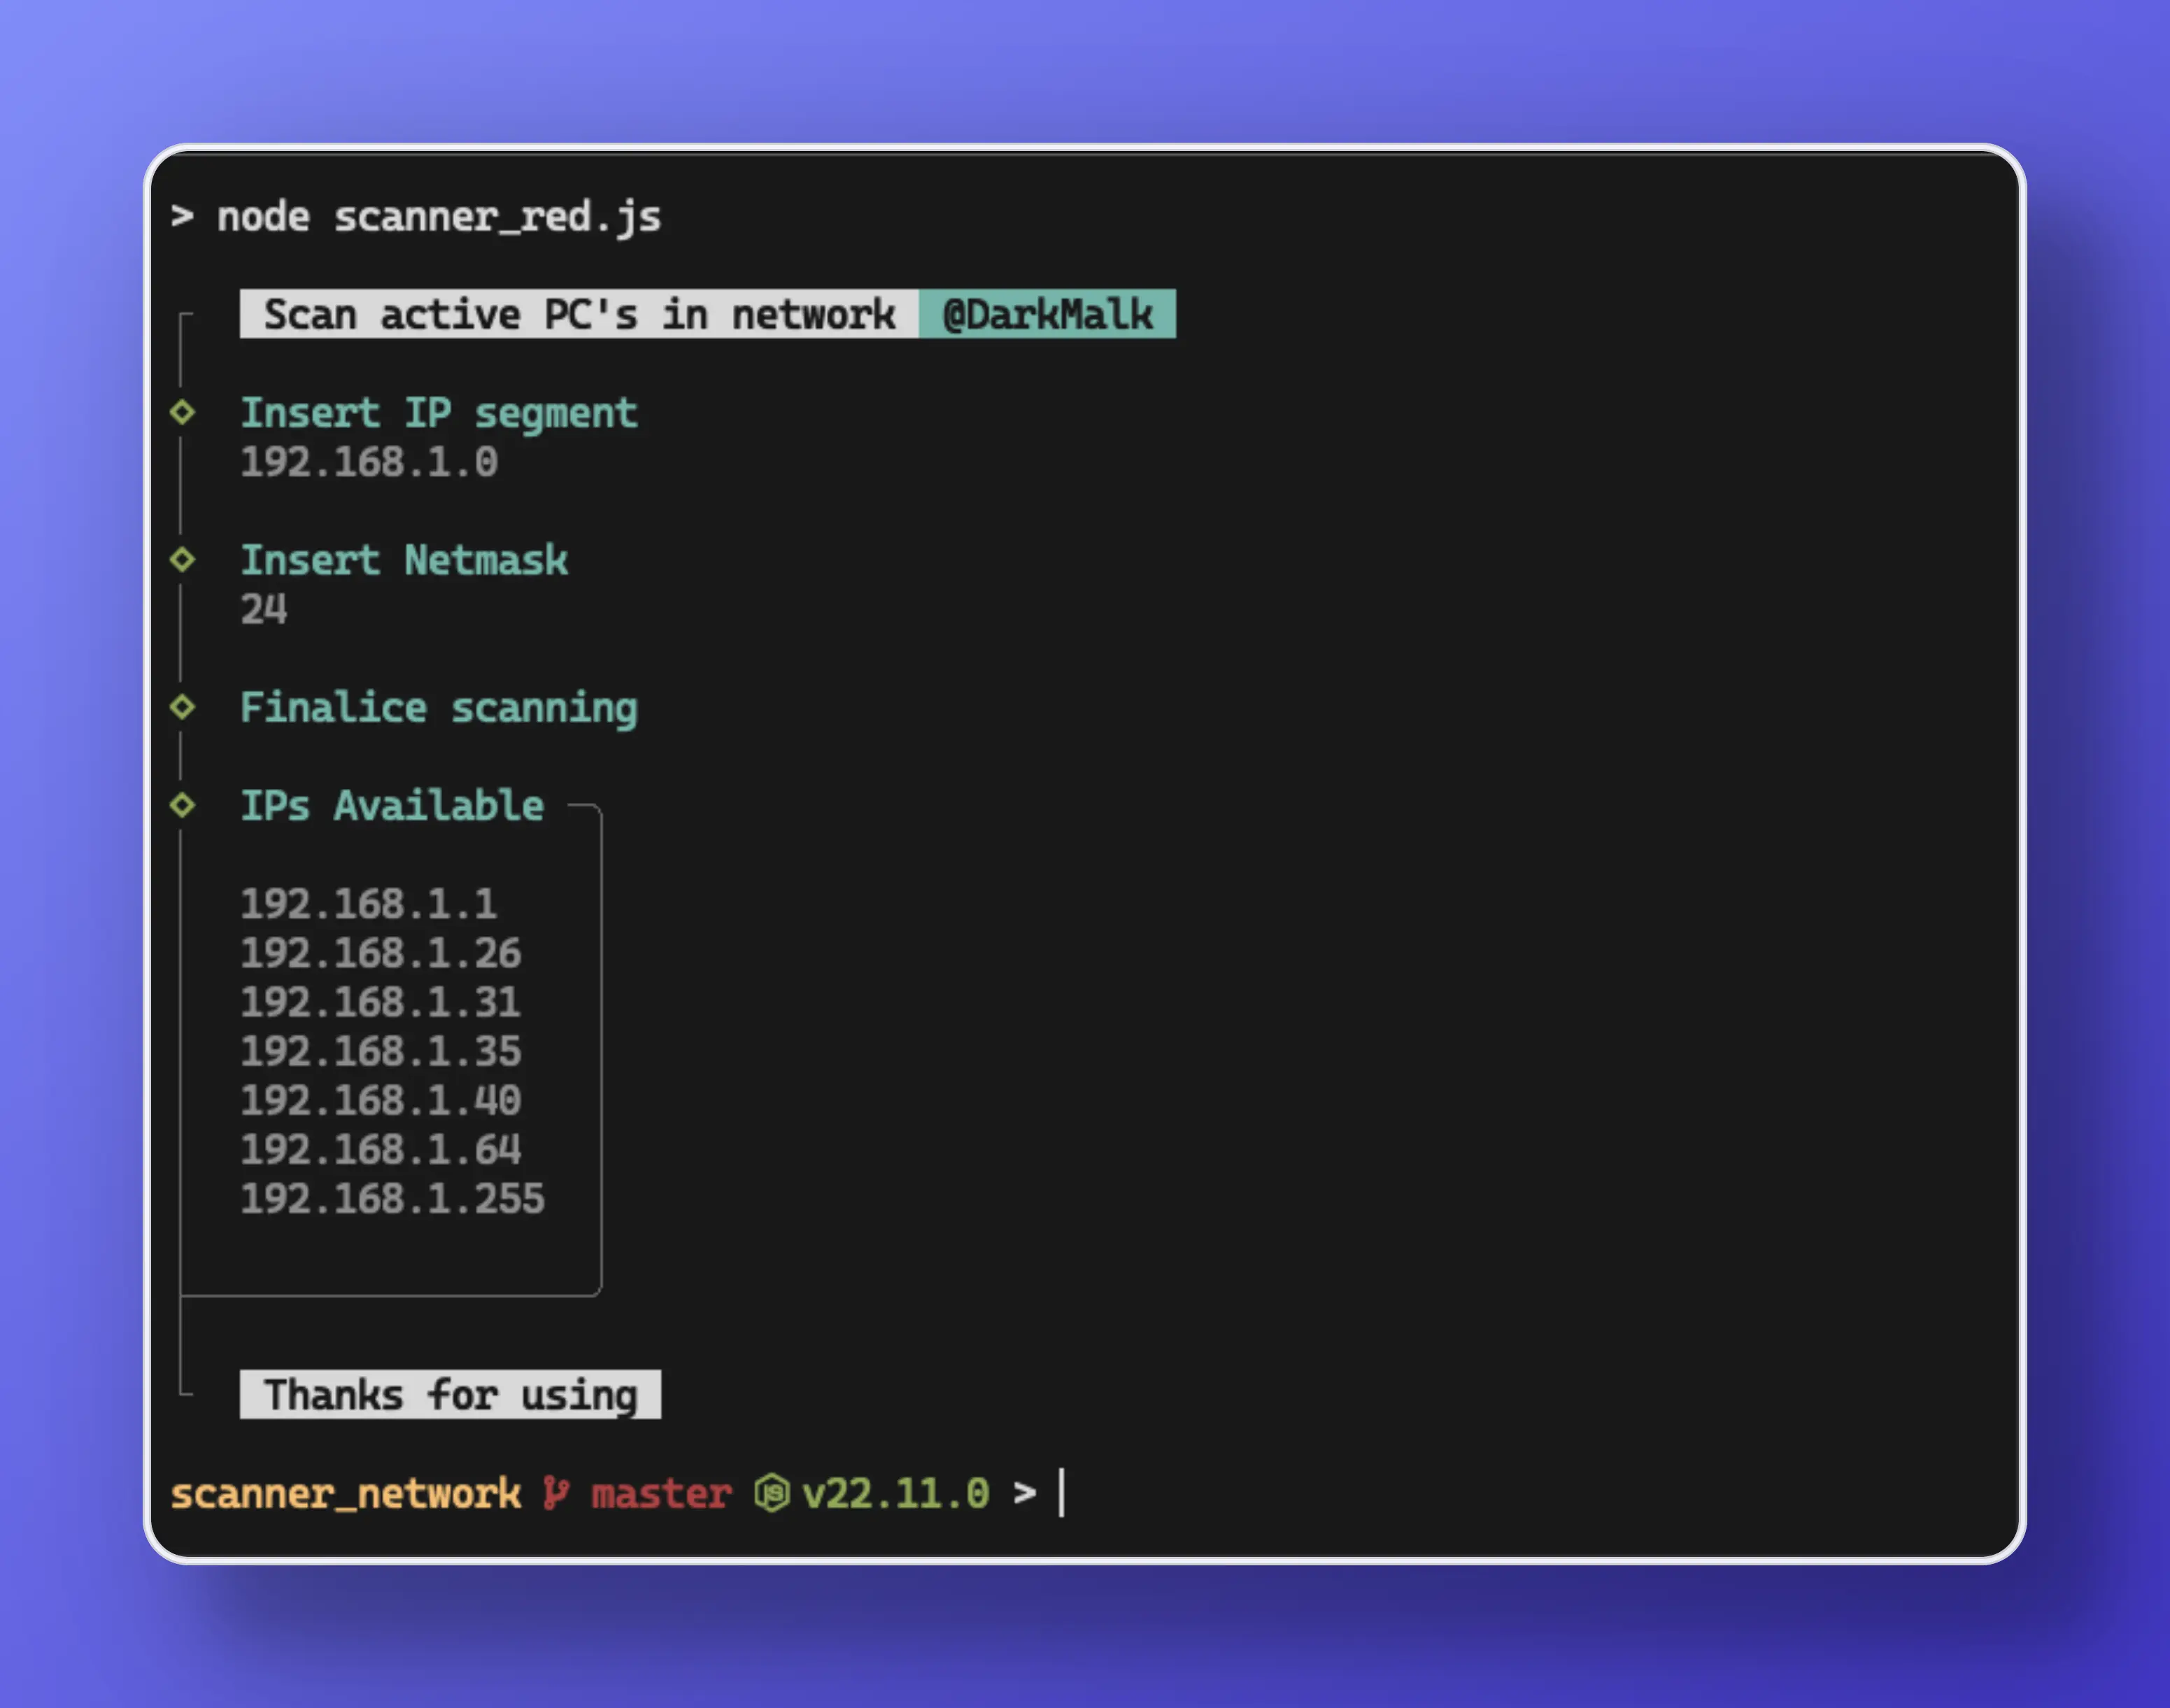 > node scanner_red.js
Scan active PC's in network @DarkMalk
Insert IP segment
192.168.1.0
Insert Netmask
24
Finalice scanning
IPs Available
192.168.1.1
192.168.1.26
192.168.1.31
192.168.1.35
192.168.1.40
192.168.1.64
192.168.1.255
Thanks for using
scanner_network master JS v22.11.0 >